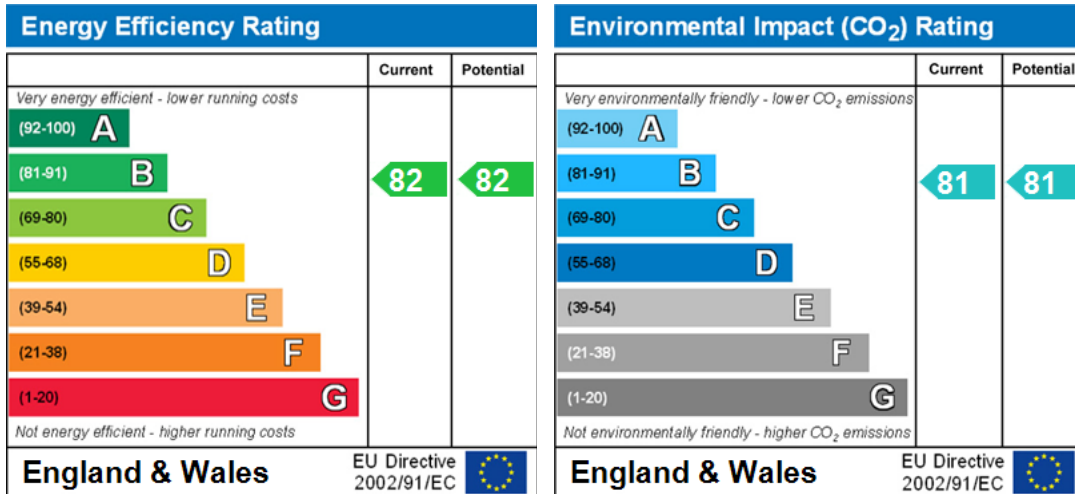 Energy Efficiency Rating
Current Potential
Very energy efficient - lower running costs
(92-100) A
(81-91) B
82 82
(69-80) C
(55-68) D
(39-54) E
(21-38) F
(1-20) G
Not energy efficient - higher running costs
England & Wales
EU Directive
2002/91/EC
Environmental Impact (CO₂) Rating
Current Potential
Very environmentally friendly - lower CO₂ emissions
(92-100) A
(81-91) B
81 81
(69-80) C
(55-68) D
(39-54) E
(21-38) F
(1-20) G
Not environmentally friendly - higher CO₂ emissions
England & Wales
EU Directive
2002/91/EC